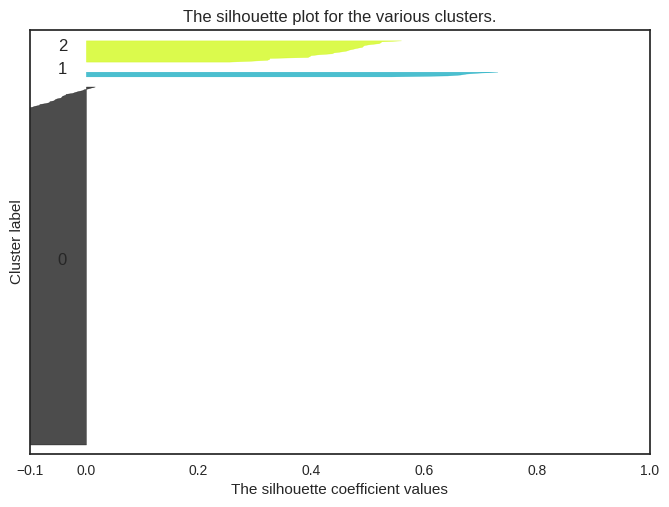 The silhouette plot for the various clusters.
2
1
0
Cluster label
−0.1 0.0 0.2 0.4 0.6 0.8 1.0
The silhouette coefficient values